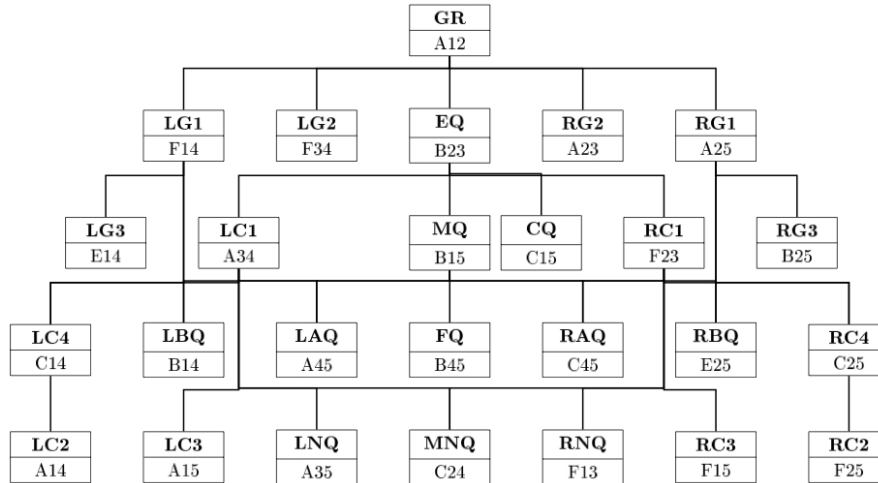 GR
A12
LG1
F14
LG2
F34
EQ
B23
RG2
A23
RG1
A25
LG3
E14
LC1
A34
MQ
B15
CQ
C15
RC1
F23
RG3
B25
LC4
C14
LBQ
B14
LAQ
A45
FQ
B45
RAQ
C45
RBQ
E25
RC4
C25
LC2
A14
LC3
A15
LNQ
A35
MNQ
C24
RNQ
F13
RC3
F15
RC2
F25